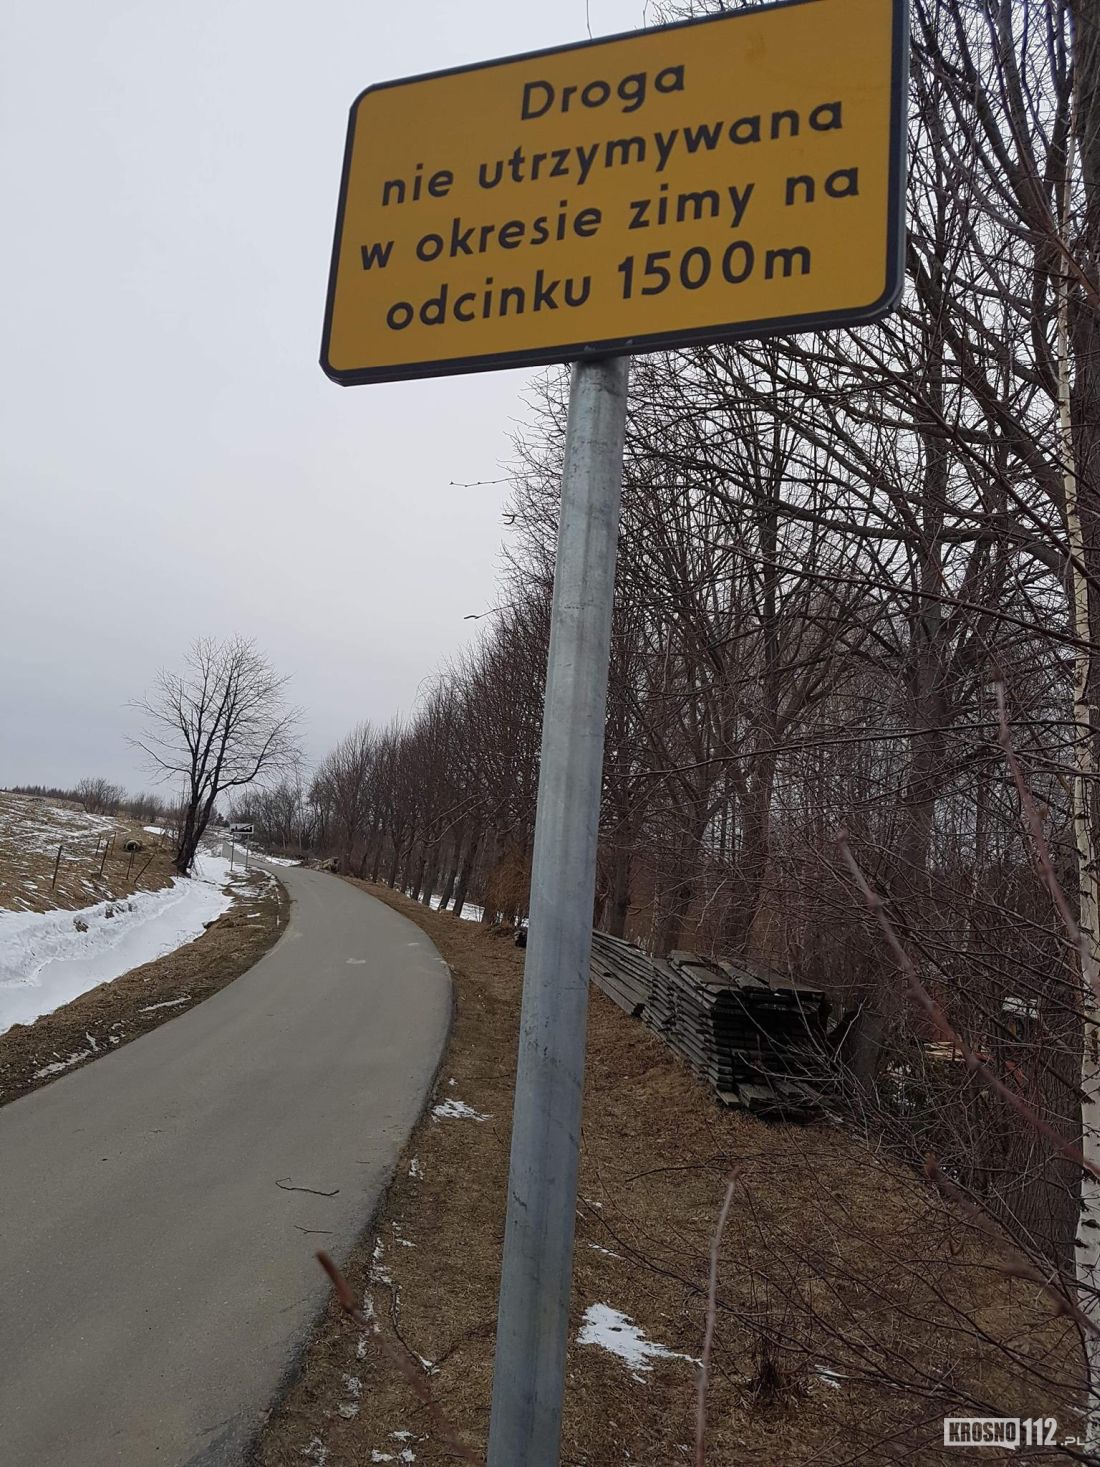 Droga
nie utrzymywana
w okresie zimy na
odcinku 1500m
KROSNO112.PL